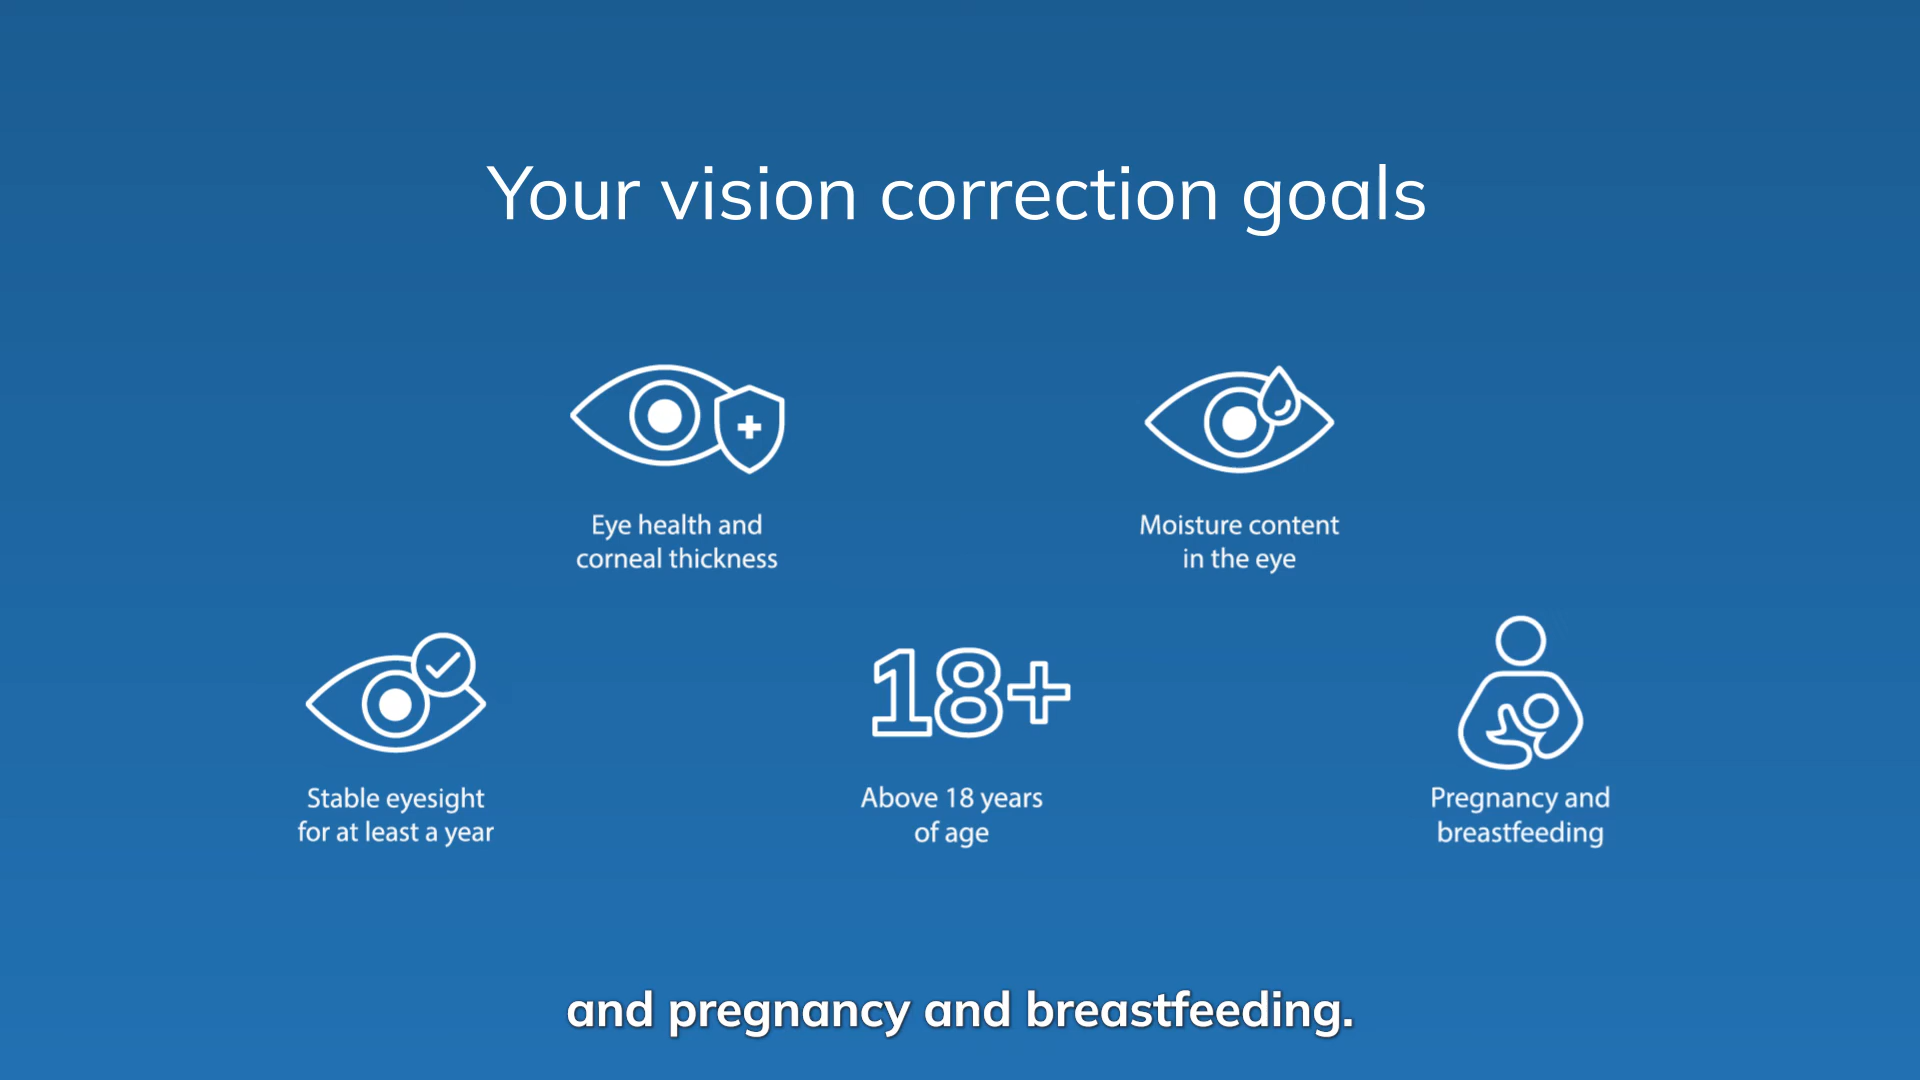 Your vision correction goals
Eye health and
corneal thickness
Moisture content
in the eye
Stable eyesight
for at least a year
18+
Above 18 years
of age
Pregnancy and
breastfeeding
and pregnancy and breastfeeding.